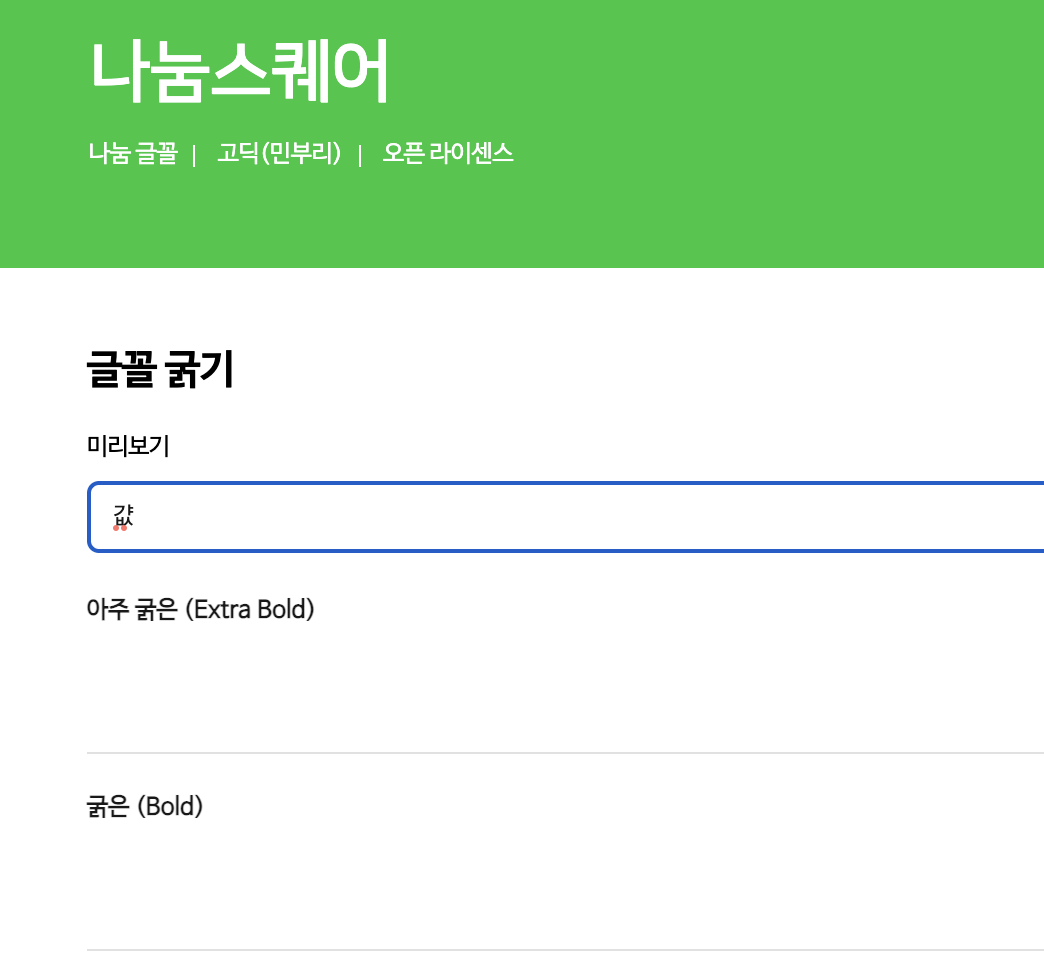 나눔스퀘어
나눔 글꼴 | 고딕(민부리) | 오픈 라이센스
글꼴 굵기
미리보기
걊
아주 굵은 (Extra Bold)
굵은 (Bold)